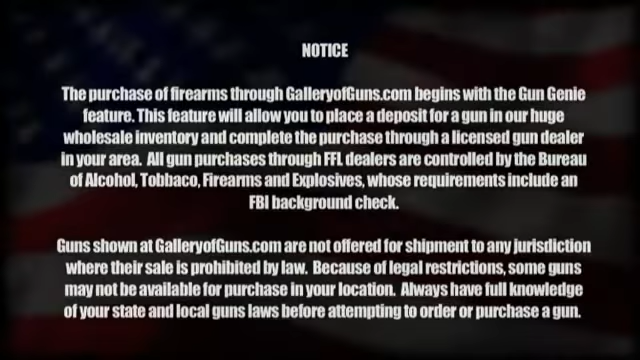 NOTICE
The purchase of firearms through GalleryofGuns.com begins with the Gun Genie
feature. This feature will allow you to place a deposit for a gun in our huge
wholesale inventory and complete the purchase through a licensed gun dealer
in your area. All gun purchases through FFL dealers are controlled by the Bureau
of Alcohol, Tobbaco, Firearms and Explosives, whose requirements include an
FBI background check.
Guns shown at GalleryofGuns.com are not offered for shipment to any jurisdiction
where their sale is prohibited by law. Because of legal restrictions, some guns
may not be available for purchase in your location. Always have full knowledge
of your state and local guns laws before attempting to order or purchase a gun.